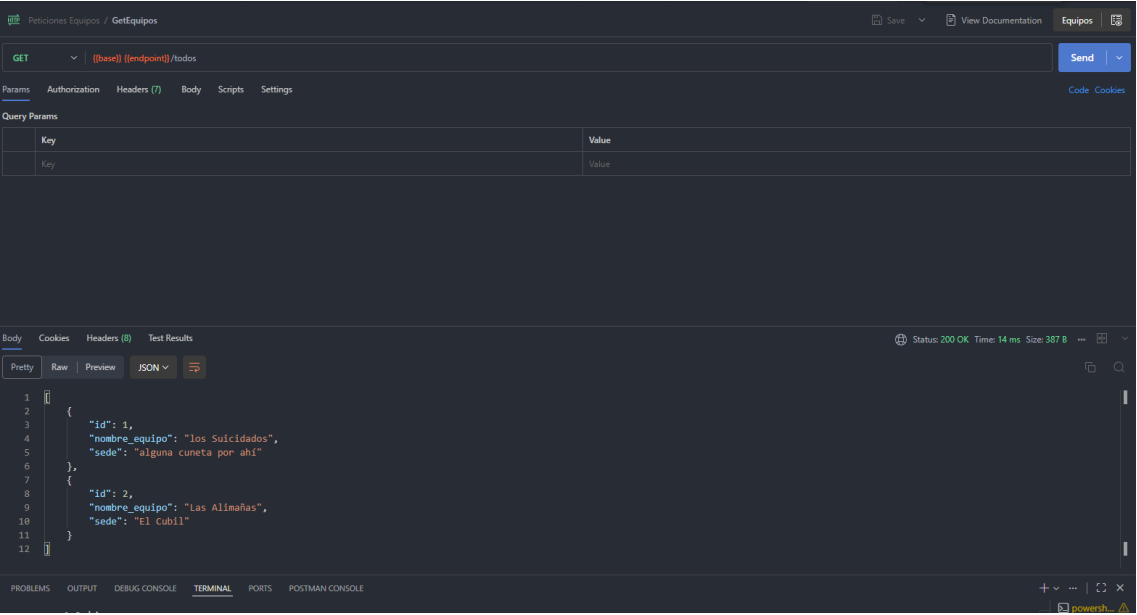 HTTP Peticiones Equipos / GetEquipos Save View Documentation Equipos
GET {{base}} {{endpoint}}/todos Send
Params Authorization Headers (7) Body Scripts Settings Code Cookies
Query Params
Key Value
Key Value
Body Cookies Headers (8) Test Results Status: 200 OK Time: 14 ms Size: 387 B
Pretty Raw Preview JSON
1 [
2 {
3 "id": 1,
4 "nombre_equipo": "los Suicidados",
5 "sede": "alguna cuneta por ahí"
6 },
7 {
8 "id": 2,
9 "nombre_equipo": "Las Alimañas",
10 "sede": "El Cubil"
11 }
12 ]
PROBLEMS OUTPUT DEBUG CONSOLE TERMINAL PORTS POSTMAN CONSOLE
powersh...